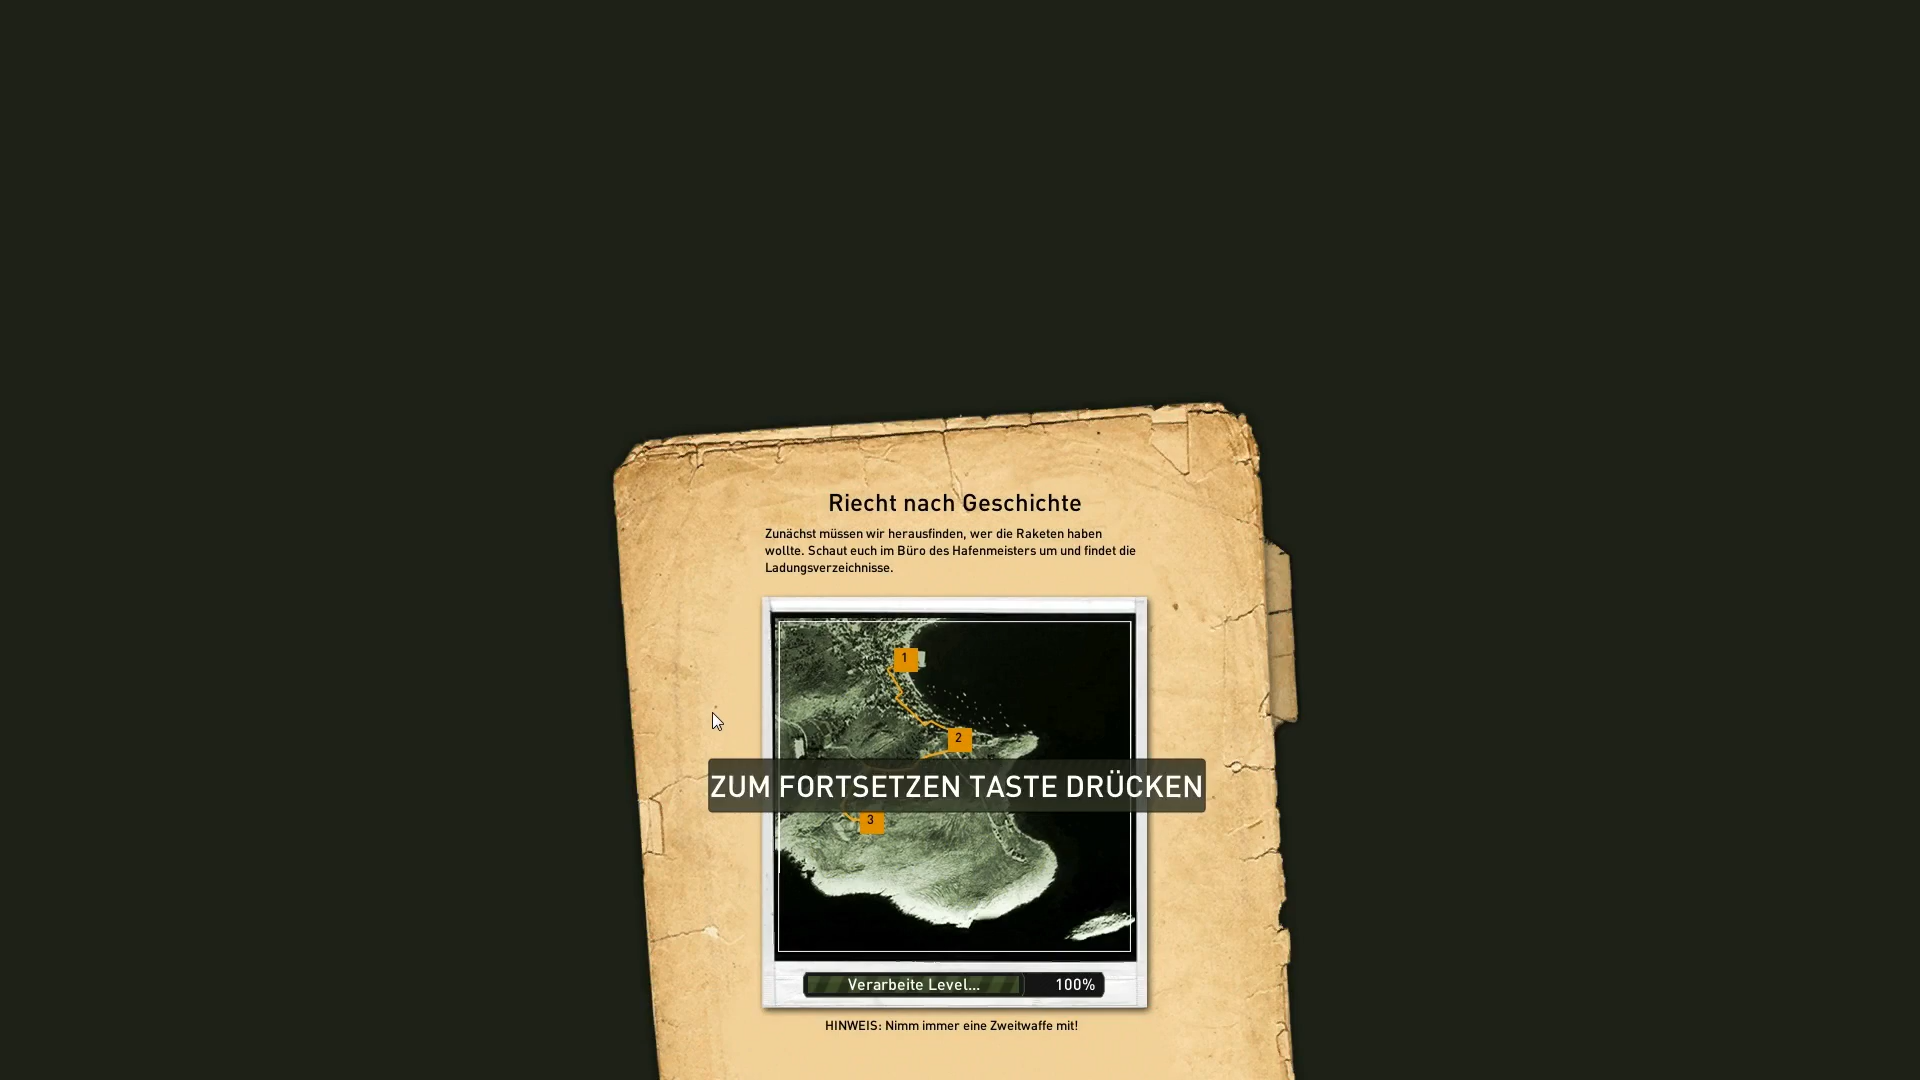 Riecht nach Geschichte
Zunächst müssen wir herausfinden, wer die Raketen haben
wollte. Schaut euch im Büro des Hafenmeisters um und findet die
Ladungsverzeichnisse.
1
2
ZUM FORTSETZEN TASTE DRÜCKEN
3
Verarbeite Level... 100%
HINWEIS: Nimm immer eine Zweitwaffe mit!